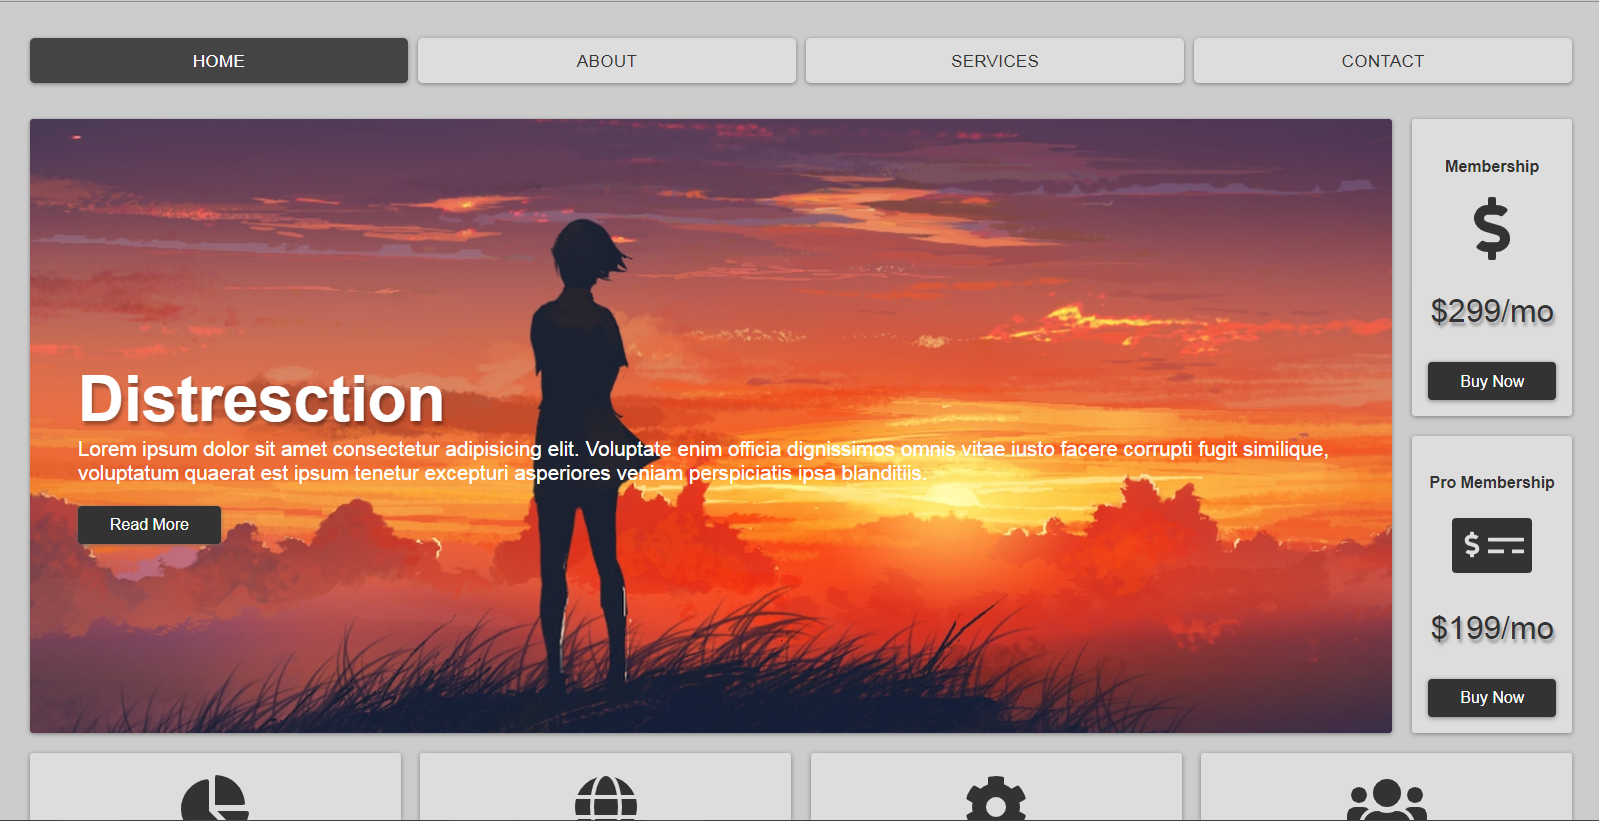 HOME
ABOUT
SERVICES
CONTACT
Distresction
Lorem ipsum dolor sit amet consectetur adipisicing elit. Voluptate enim officia dignissimos omnis vitae iusto facere corrupti fugit similique,
voluptatum quaerat est ipsum tenetur excepturi asperiores veniam perspiciatis ipsa blanditiis.
Read More
Membership
$
$299/mo
Buy Now
Pro Membership
$
$199/mo
Buy Now